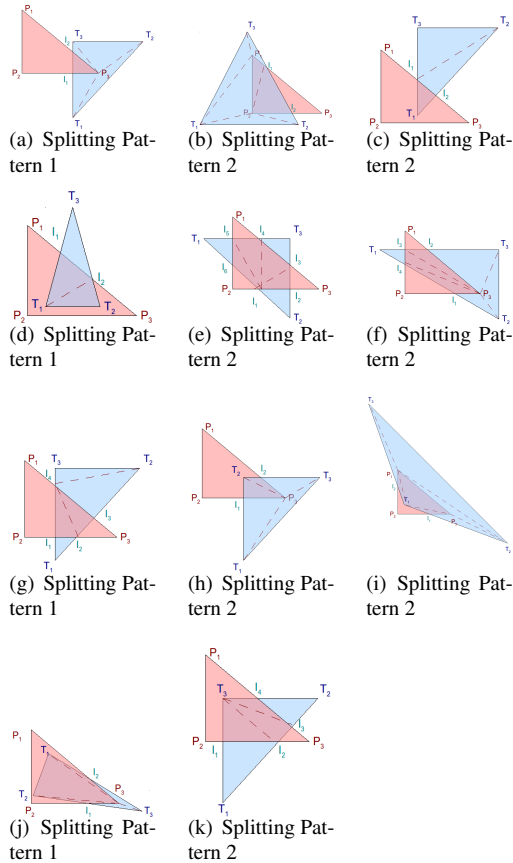 P1
T3
T2
I2
P2
I1
P3
T1
(a) Splitting Pat-
tern 1
T3
I1
P2
I2
P3
T1
T2
(b) Splitting Pat-
tern 2
T3
T2
P1
I1
I2
P2
T1
P3
(c) Splitting Pat-
tern 2
T3
P1
I1
I2
T1
T2
P2
P3
(d) Splitting Pat-
tern 1
P1
T1
I5
I4
T3
I3
I6
P2
I1
I2
P3
T2
(e) Splitting Pat-
tern 2
P1
T1
I3
I2
T3
I4
P2
I1
P3
T2
(f) Splitting Pat-
tern 2
P1
T3
T2
I4
I3
P2
I1
I2
P3
T1
(g) Splitting Pat-
tern 1
P1
T2
I2
T3
P2
I1
P3
T1
(h) Splitting Pat-
tern 2
T3
P1
T1
P2
P3
T2
(i) Splitting Pat-
tern 2
P1
T1
I2
P3
T2
P2
I1
T3
(j) Splitting Pat-
tern 1
P1
T3
I4
T2
I3
P2
I1
I2
P3
T1
(k) Splitting Pat-
tern 2